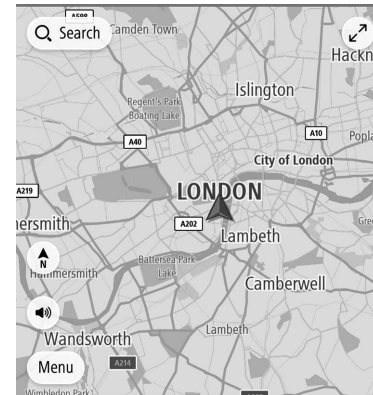 A598
Search
Camden Town
Hackn
Islington
Regent's Park
Boating Lake
A40
A10
Popla
City of London
A219
LONDON
A202
Gre
ersmith
Lambeth
N
Hammersmith
Battersea Park
Lake
Camberwell
Lambeth
Wandsworth
A214
Menu
Wimbledon Park